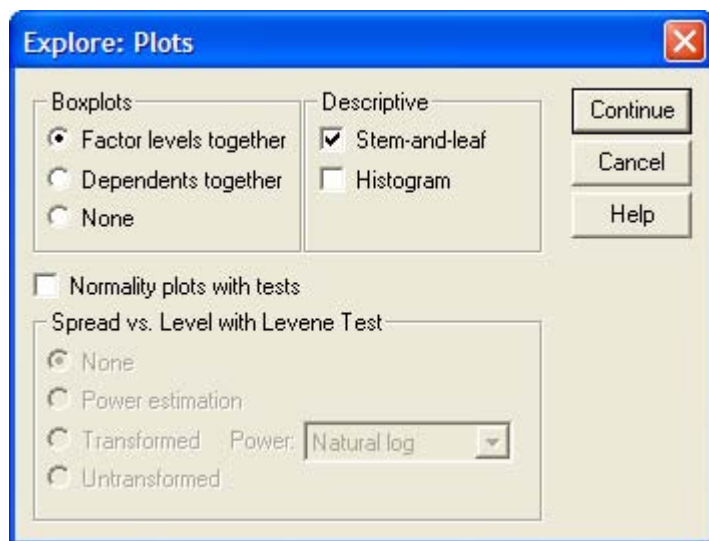 Explore: Plots
Boxplots
Factor levels together
Dependents together
None
Descriptive
Stem-and-leaf
Histogram
Continue
Cancel
Help
Normality plots with tests
Spread vs. Level with Levene Test
None
Power estimation
Transformed Power: Natural log
Untransformed